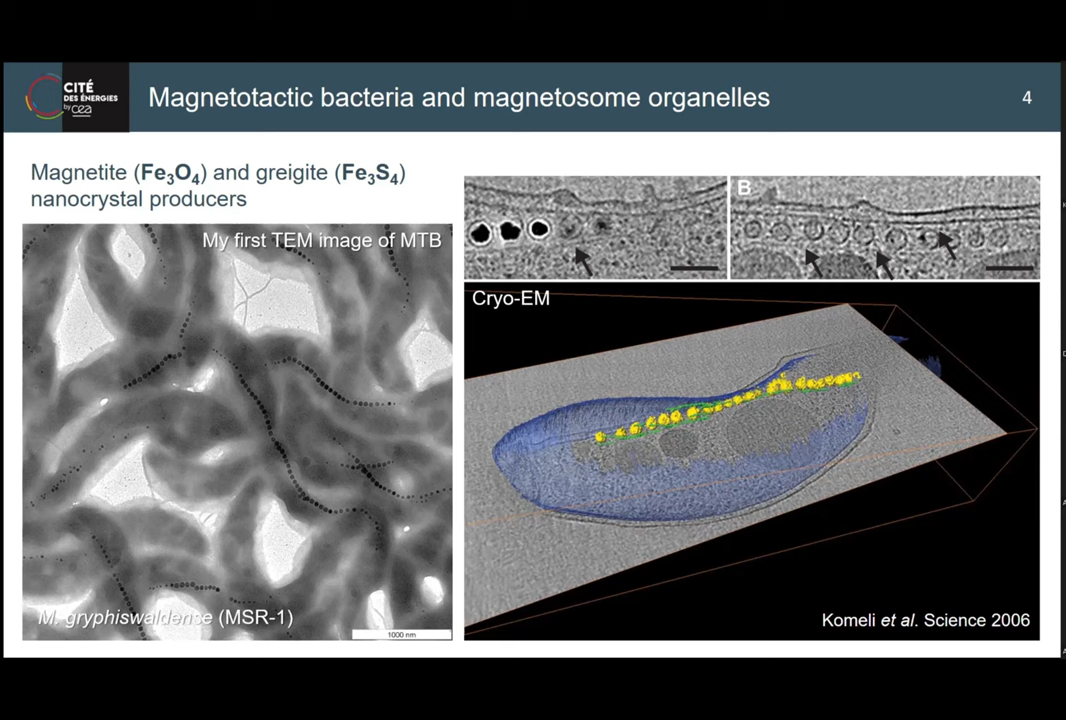 CITÉ
DES ÉNERGIES
by cea
Magnetotactic bacteria and magnetosome organelles
4
Magnetite (Fe₃O₄) and greigite (Fe₃S₄)
nanocrystal producers
My first TEM image of MTB
M. gryphiswaldense (MSR-1)
1000 nm
B
Cryo-EM
Komeli et al. Science 2006